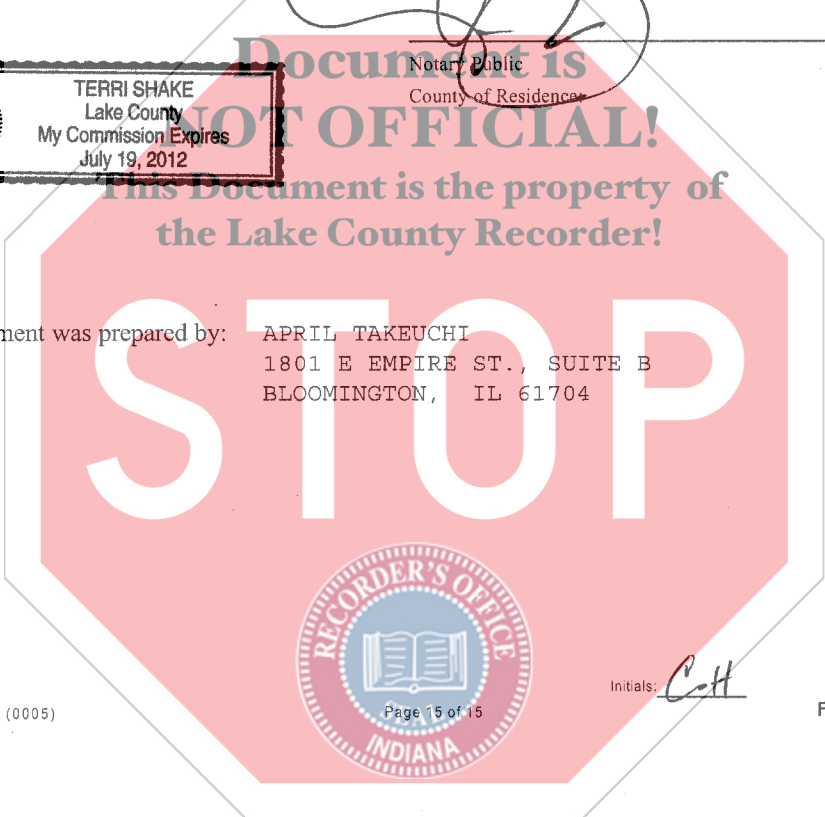 Document is
Notary Public
County of Residence
NOT OFFICIAL!
TERRI SHAKE
Lake County
My Commission Expires
July 19, 2012
This Document is the property of
the Lake County Recorder!
ment was prepared by: APRIL TAKEUCHI
1801 E EMPIRE ST., SUITE B
BLOOMINGTON, IL 61704
STOP
RECORDER'S OFFICE
SEAL
INDIANA
Initials: CH
(0005)
Page 15 of 15
F